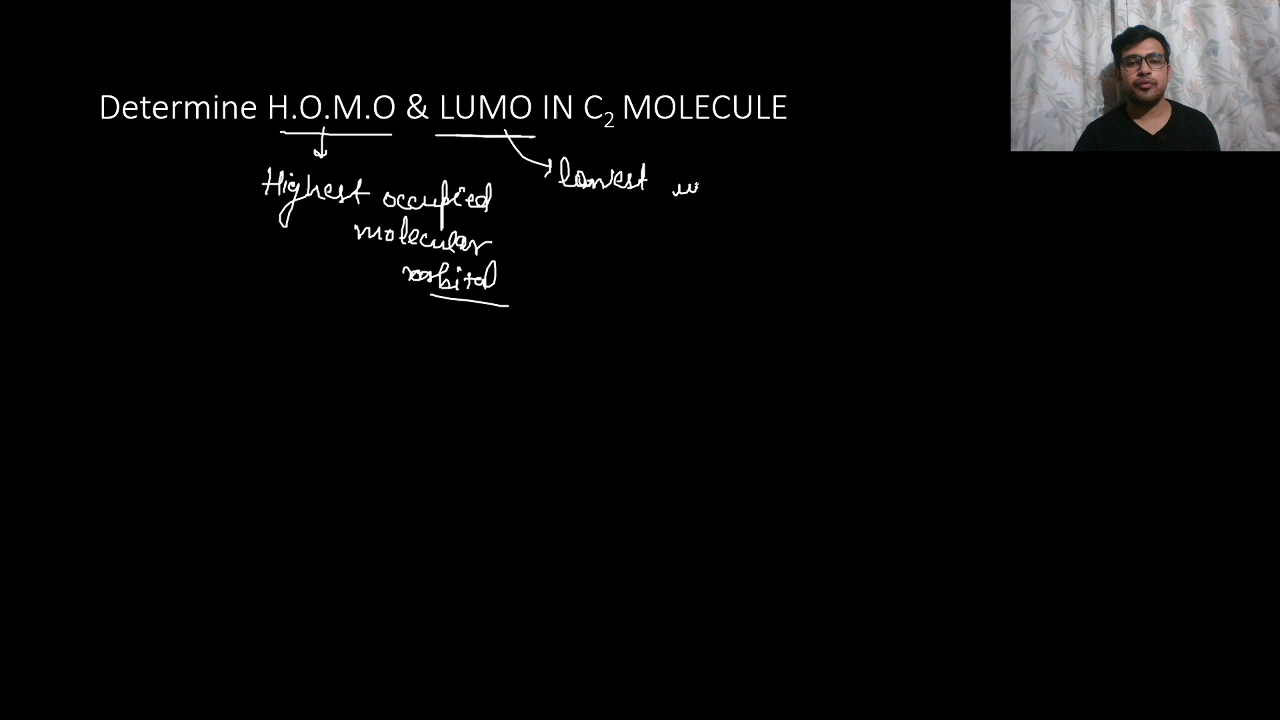 Determine H.O.M.O & LUMO IN C₂ MOLECULE
Highest occupied
molecular
orbital
lowest